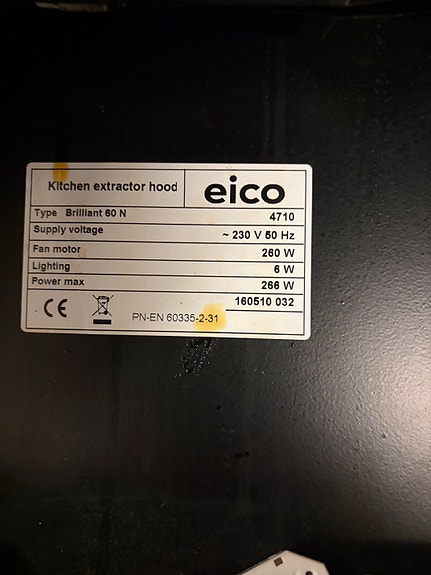 Kitchen extractor hood eico
Type Brilliant 60 N 4710
Supply voltage ~ 230 V 50 Hz
Fan motor 260 W
Lighting 6 W
Power max 266 W
160510 032
CE PN-EN 60335-2-31